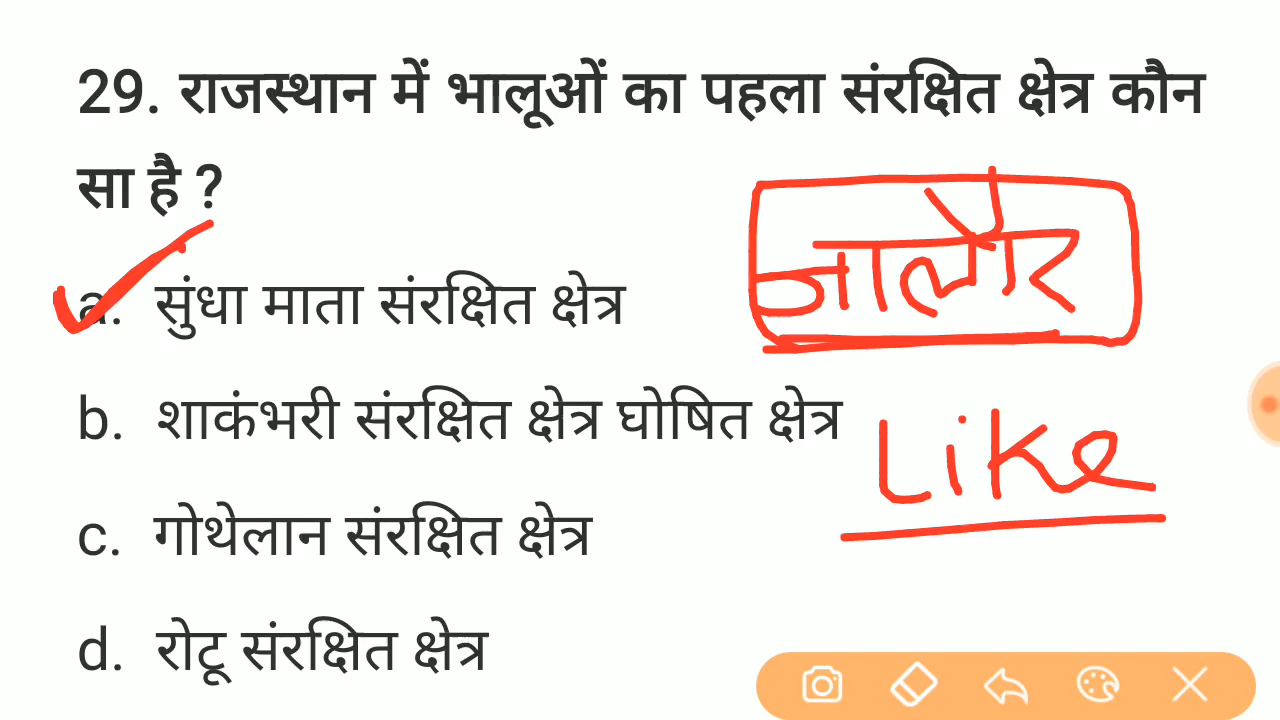 29. राजस्थान में भालूओं का पहला संरक्षित क्षेत्र कौन
सा है ?
a. सुंधा माता संरक्षित क्षेत्र
जालौर
b. शाकंभरी संरक्षित क्षेत्र घोषित क्षेत्र
Like
c. गोथेलान संरक्षित क्षेत्र
d. रोटू संरक्षित क्षेत्र